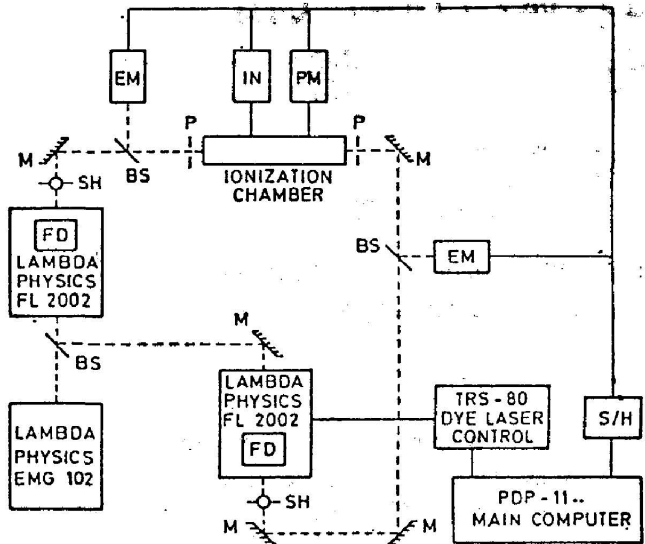 EM
IN
PM
P
P
M
BS
IONIZATION
CHAMBER
M
SH
FD
LAMBDA
PHYSICS
FL 2002
BS
EM
M
BS
LAMBDA
PHYSICS
FL 2002
FD
TRS-80
DYE LASER
CONTROL
S/H
LAMBDA
PHYSICS
EMG 102
SH
M
M
PDP-11
MAIN COMPUTER